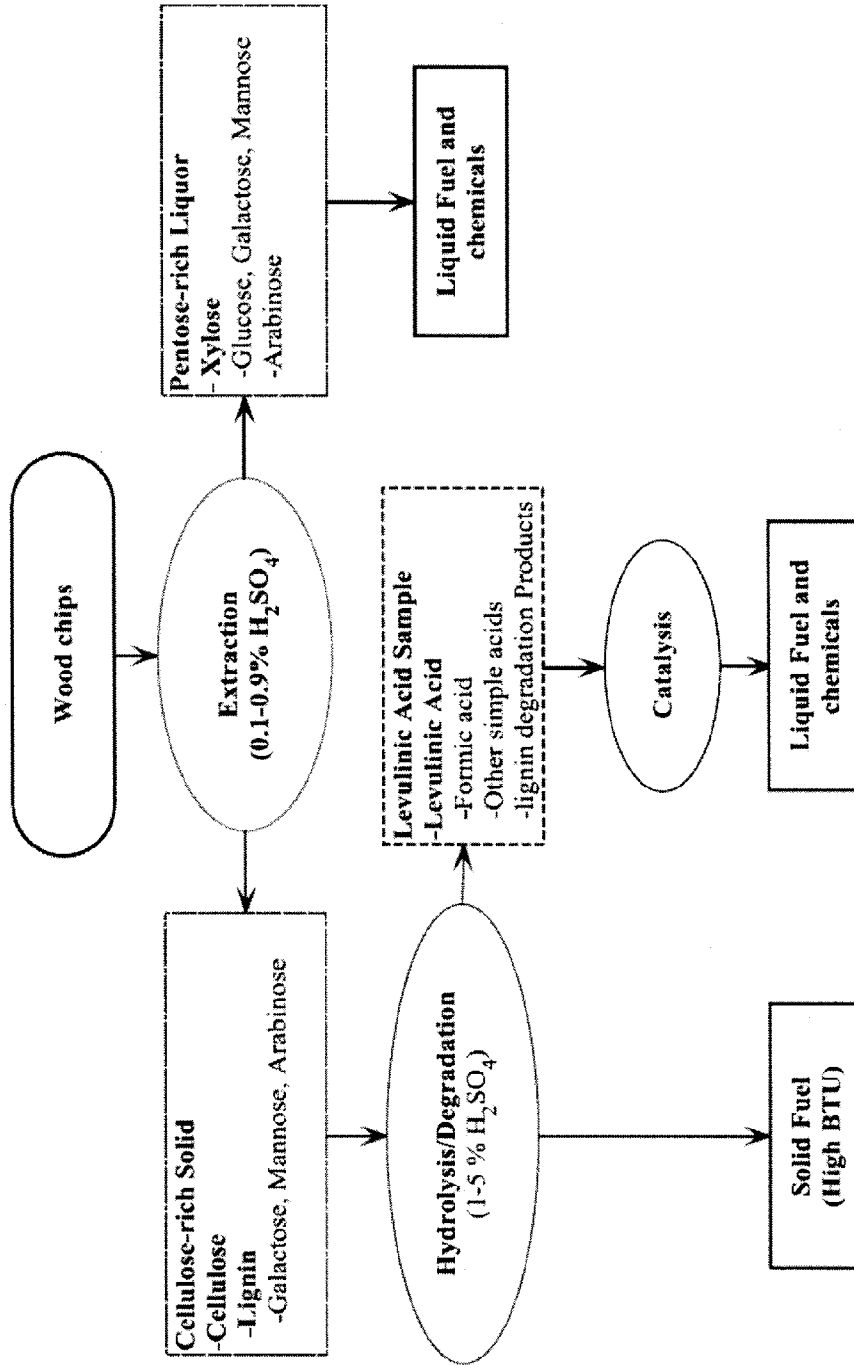 Wood chips
Extraction
(0.1-0.9% H₂SO₄)
Pentose-rich Liquor
- Xylose
-Glucose, Galactose, Mannose
-Arabinose
Liquid Fuel and
chemicals
Cellulose-rich Solid
-Cellulose
-Lignin
-Galactose, Mannose, Arabinose
Hydrolysis/Degradation
(1-5 % H₂SO₄)
Levulinic Acid Sample
-Levulinic Acid
-Formic acid
-Other simple acids
-lignin degradation Products
Catalysis
Liquid Fuel and
chemicals
Solid Fuel
(High BTU)